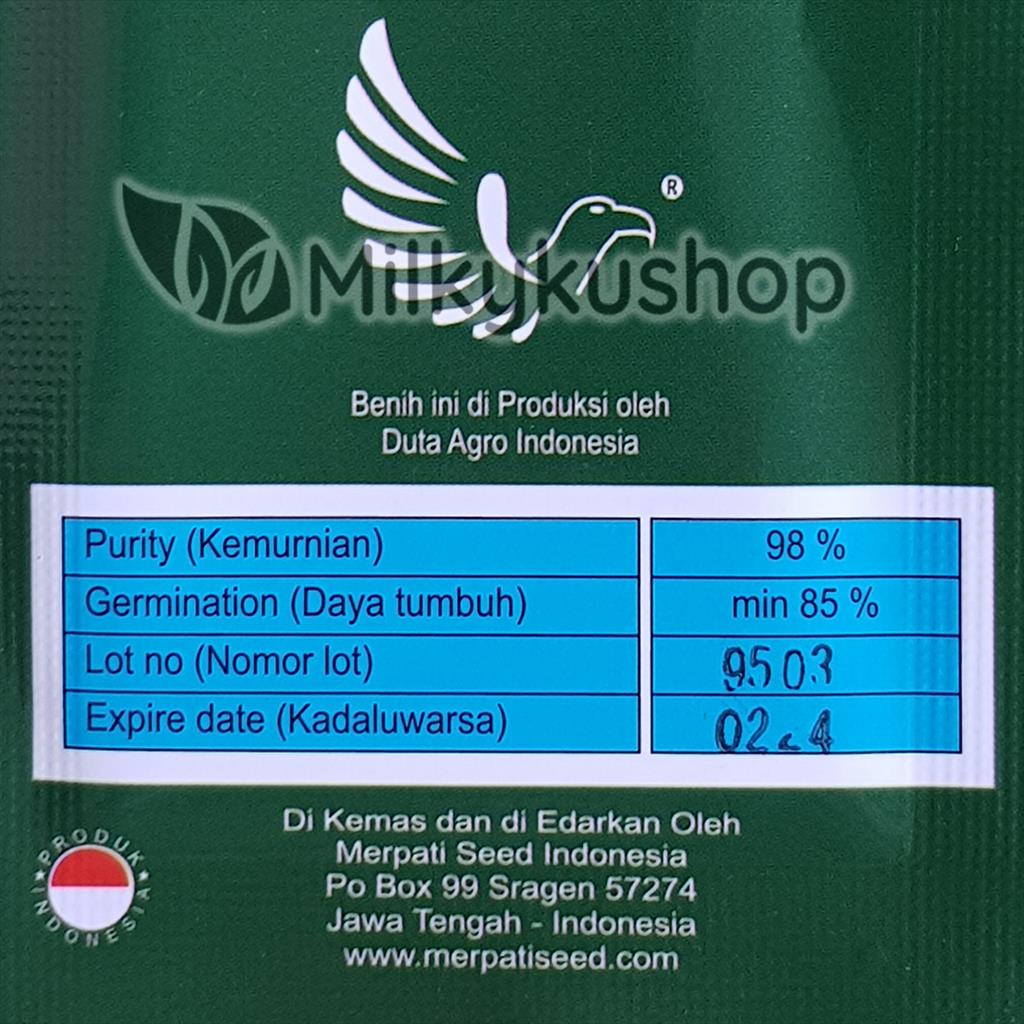 ®
Milkykushop
Benih ini di Produksi oleh
Duta Agro Indonesia
Purity (Kemurnian) 98 %
Germination (Daya tumbuh) min 85 %
Lot no (Nomor lot) 9503
Expire date (Kadaluwarsa)
Di Kemas dan di Edarkan Oleh
Merpati Seed Indonesia
Po Box 99 Sragen 57274
Jawa Tengah - Indonesia
www.merpatiseed.com
PRODUK INDONESIA